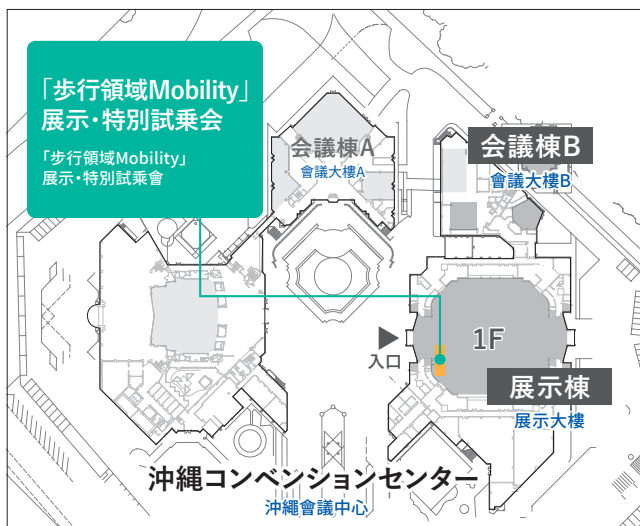 「歩行領域Mobility」
展示・特別試乗会
「步行領域Mobility」
展示・特別試乘會
会議棟A
會議大樓A
会議棟B
會議大樓B
1F
入口
展示棟
展示大樓
沖縄コンベンションセンター
沖繩會議中心